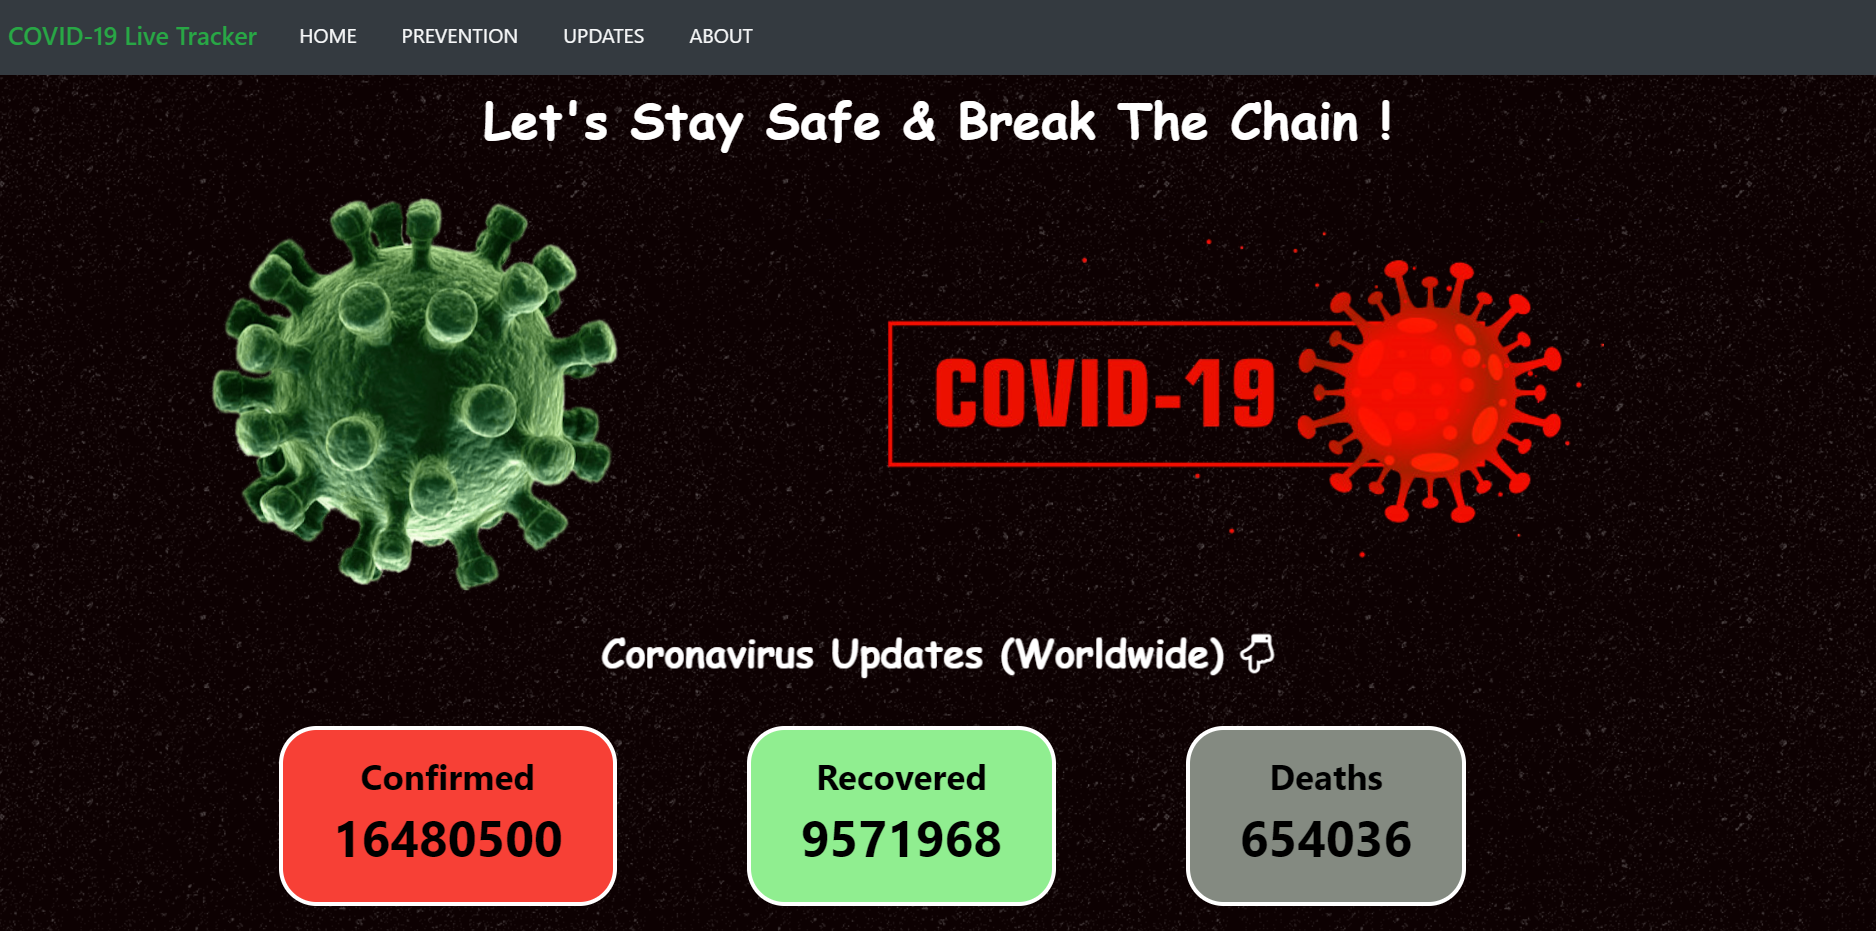 COVID-19 Live Tracker HOME PREVENTION UPDATES ABOUT
Let's Stay Safe & Break The Chain !
COVID-19
Coronavirus Updates (Worldwide)
Confirmed
16480500
Recovered
9571968
Deaths
654036